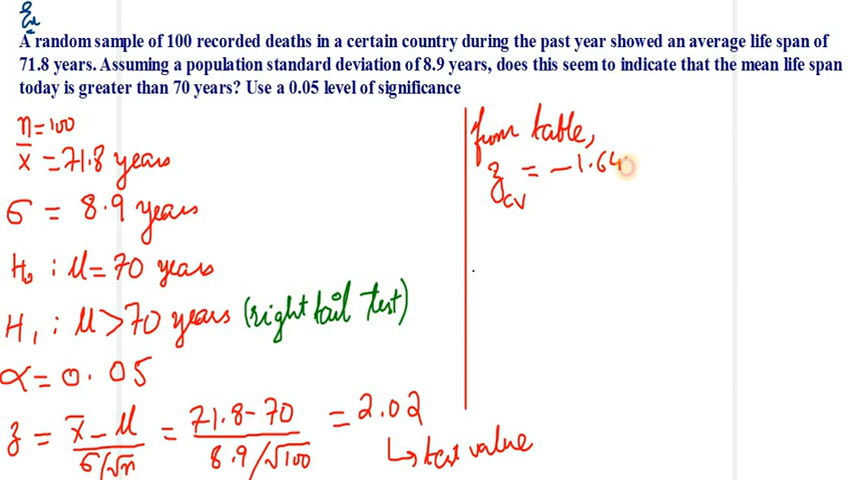 Ex
A random sample of 100 recorded deaths in a certain country during the past year showed an average life span of
71.8 years. Assuming a population standard deviation of 8.9 years, does this seem to indicate that the mean life span
today is greater than 70 years? Use a 0.05 level of significance
n = 100
x̄ = 71.8 years
σ = 8.9 years
H₀ : μ = 70 years
H₁ : μ > 70 years (right tail test)
α = 0.05
z = (x̄ - μ)/(σ/√n) = (71.8 - 70)/(8.9/√100) = 2.02
↳ test value
from table,
z_CV = -1.64